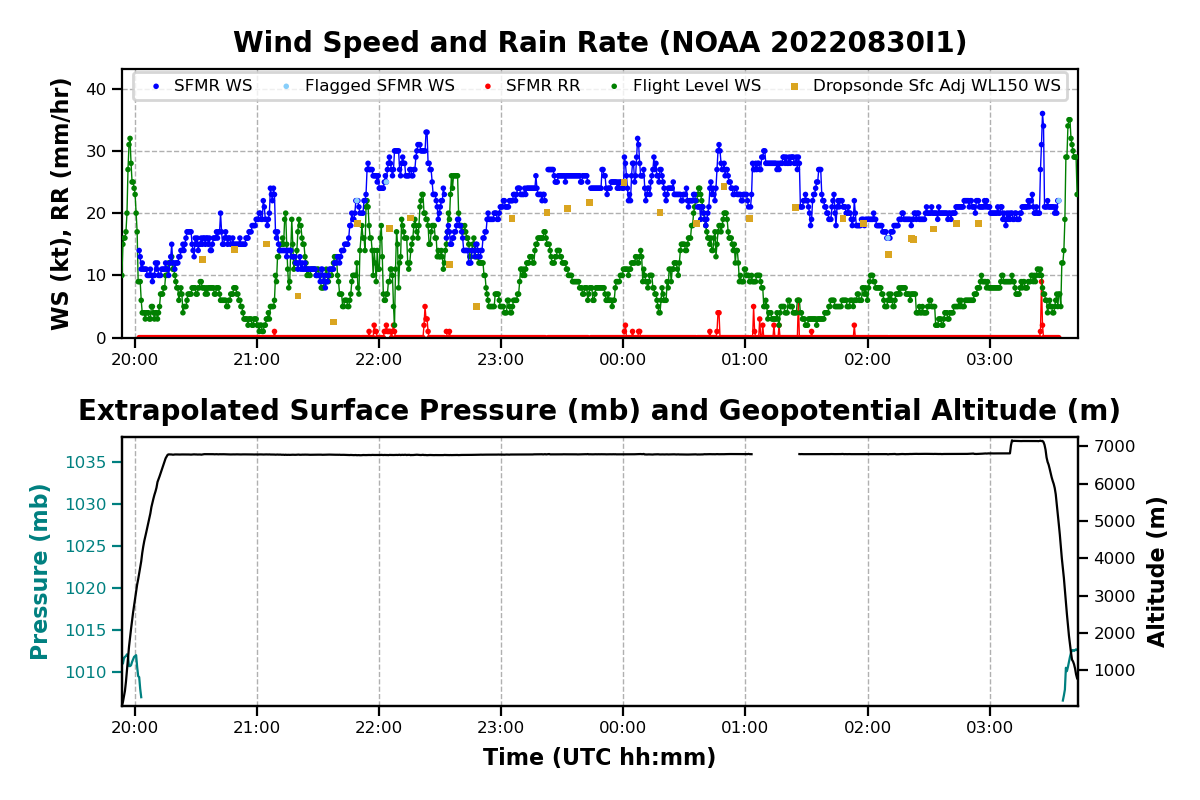 Wind Speed and Rain Rate (NOAA 20220830I1)
SFMR WS Flagged SFMR WS SFMR RR Flight Level WS Dropsonde Sfc Adj WL150 WS
WS (kt), RR (mm/hr)
40
30
20
10
0
20:00 21:00 22:00 23:00 00:00 01:00 02:00 03:00
Extrapolated Surface Pressure (mb) and Geopotential Altitude (m)
Pressure (mb)
1035
1030
1025
1020
1015
1010
7000
6000
5000
4000
3000
2000
1000
Altitude (m)
20:00 21:00 22:00 23:00 00:00 01:00 02:00 03:00
Time (UTC hh:mm)